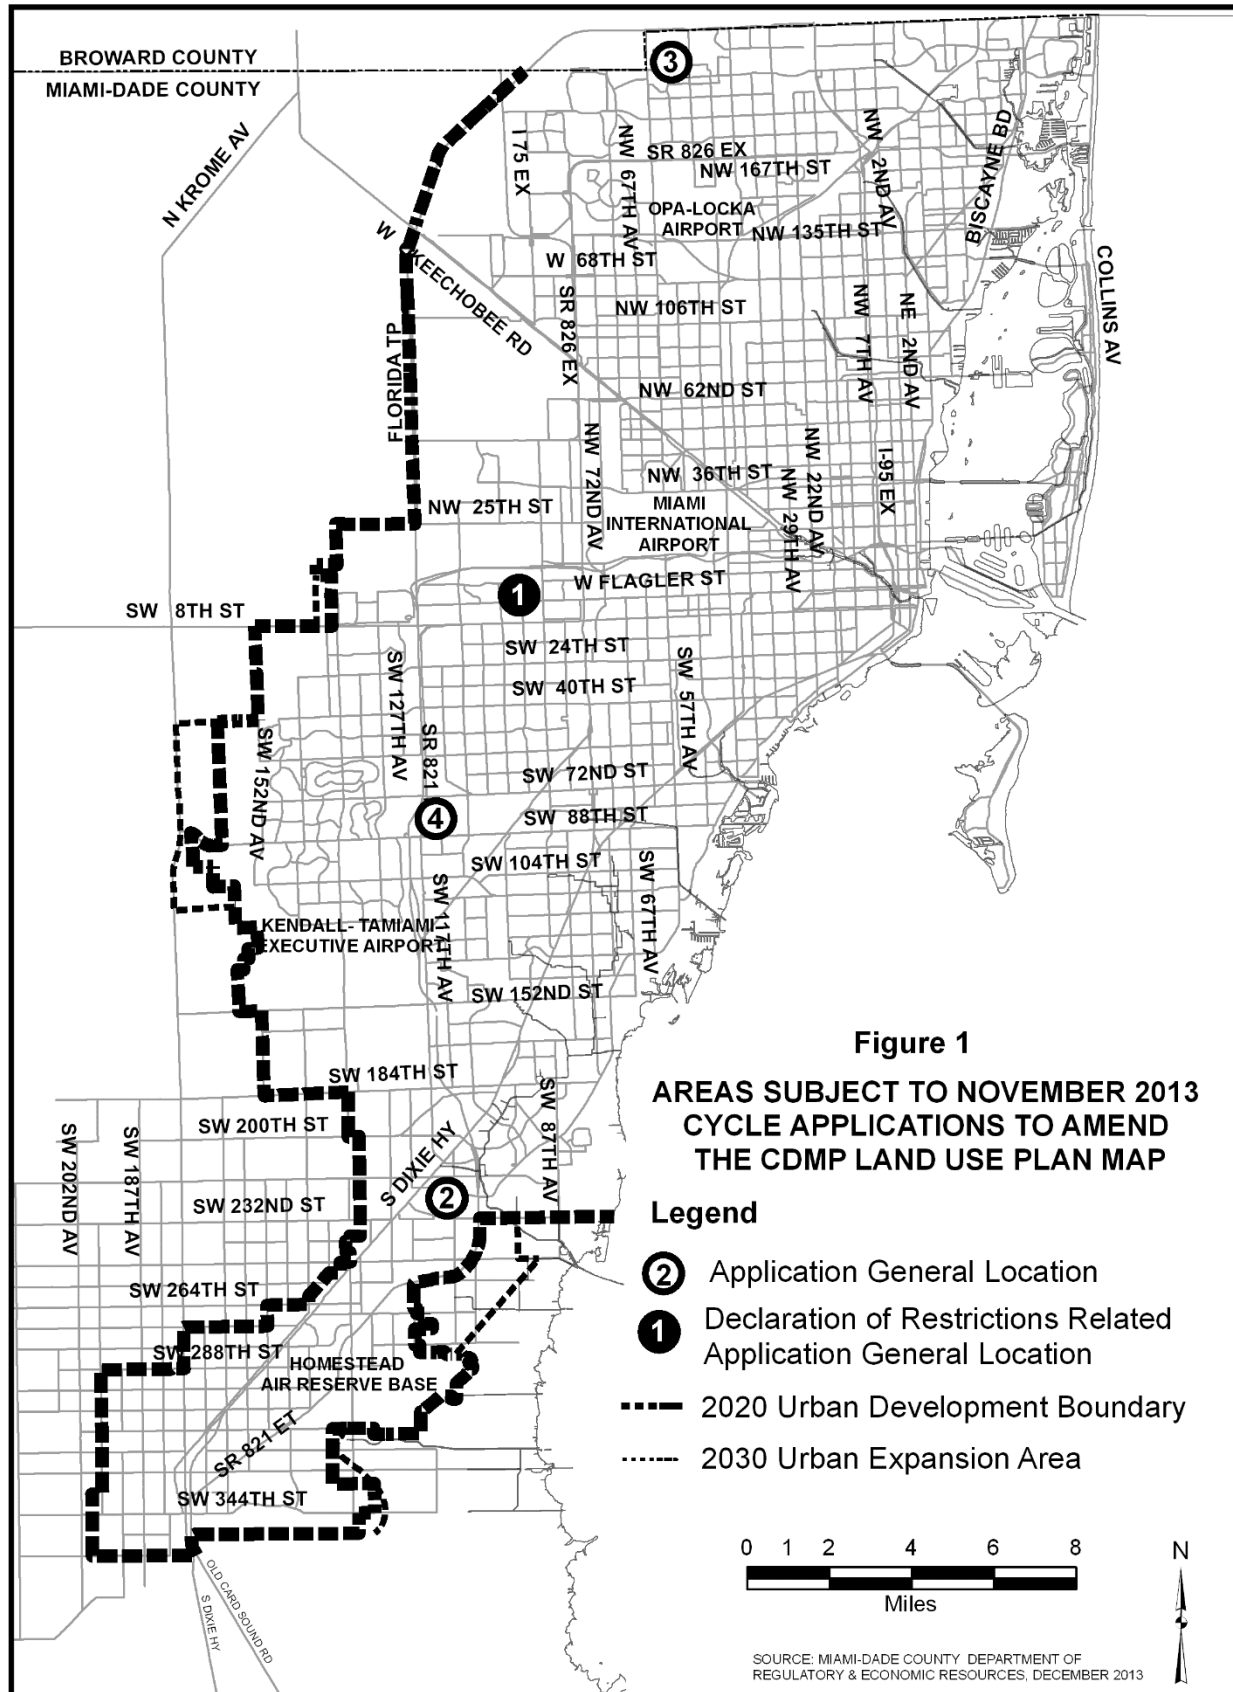 BROWARD COUNTY
MIAMI-DADE COUNTY
3
N KROME AV
I 75 EX
NW 67TH AV
SR 826 EX
NW 167TH ST
NW 2ND AV
BISCAYNE BD
OPA-LOCKA
AIRPORT
NW 135TH ST
W
KEECHOBEE RD
W 68TH ST
COLLINS AV
FLORIDA TP
SR 826 EX
NW 106TH ST
NW 7TH AV
NE 2ND AV
NW 62ND ST
NW 72ND AV
NW 36TH ST
NW 22ND AV
NW 29TH AV
I-95 EX
NW 25TH ST
MIAMI
INTERNATIONAL
AIRPORT
W FLAGLER ST
1
SW 8TH ST
SW 24TH ST
SW 127TH AV
SW 40TH ST
SW 57TH AV
SW 152ND AV
SR 821
SW 72ND ST
4
SW 88TH ST
SW 104TH ST
SW 67TH AV
SW 117TH AV
KENDALL- TAMIAMI
EXECUTIVE AIRPORT
SW 152ND ST
Figure 1
AREAS SUBJECT TO NOVEMBER 2013
CYCLE APPLICATIONS TO AMEND
THE CDMP LAND USE PLAN MAP
SW 184TH ST
SW 87TH AV
SW 200TH ST
SW 202ND AV
SW 187TH AV
S DIXIE HY
2
SW 232ND ST
SW 264TH ST
SW 288TH ST
HOMESTEAD
AIR RESERVE BASE
SR 821 ET
SW 344TH ST
OLD CARD SOUND RD
S DIXIE HY
Legend
2 Application General Location
1 Declaration of Restrictions Related
Application General Location
2020 Urban Development Boundary
2030 Urban Expansion Area
0 1 2 4 6 8
Miles
N
SOURCE: MIAMI-DADE COUNTY DEPARTMENT OF
REGULATORY & ECONOMIC RESOURCES, DECEMBER 2013